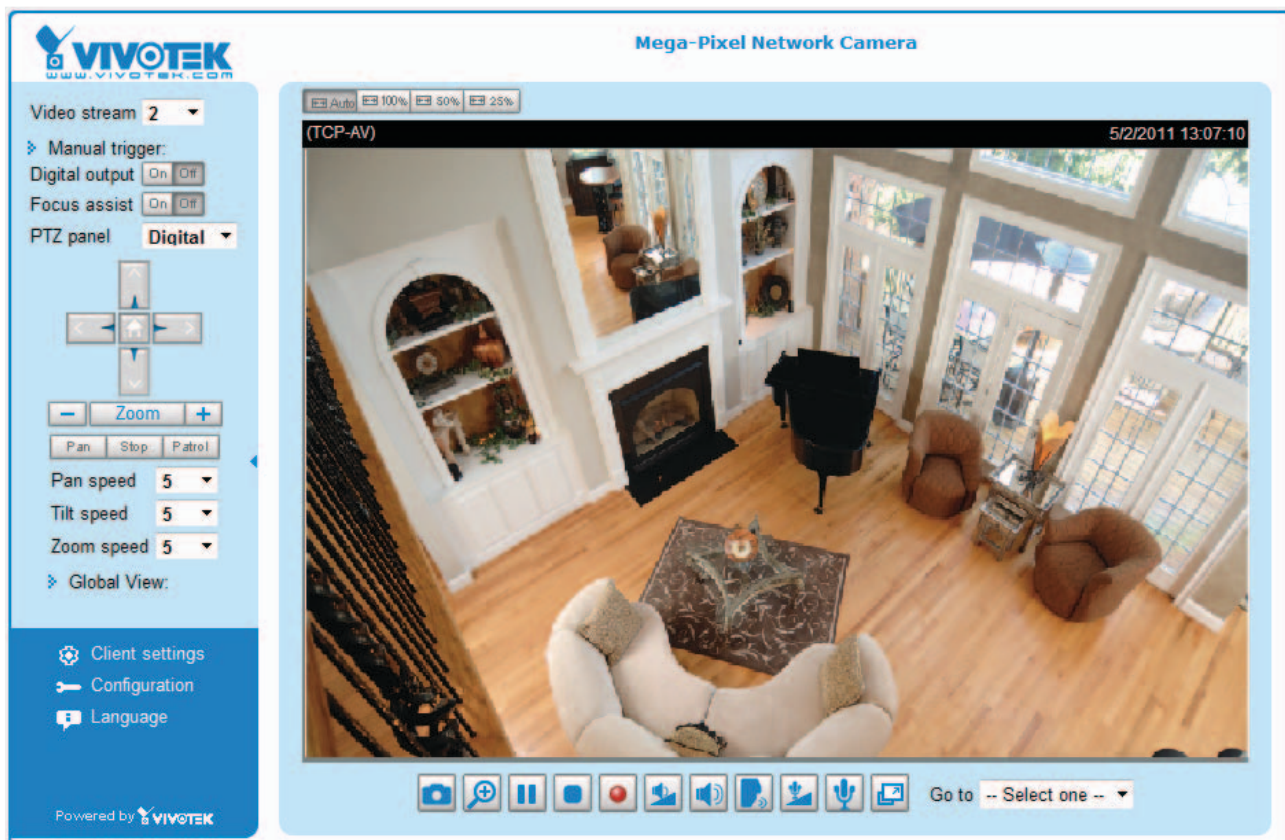 VIVOTEK
www.vivotek.com
Mega-Pixel Network Camera
Video stream 2
Manual trigger:
Digital output On Off
Focus assist On Off
PTZ panel Digital
Zoom
Pan Stop Patrol
Pan speed 5
Tilt speed 5
Zoom speed 5
Global View:
Client settings
Configuration
Language
Powered by VIVOTEK
Auto 100% 50% 25%
(TCP-AV) 5/2/2011 13:07:10
Go to -- Select one --